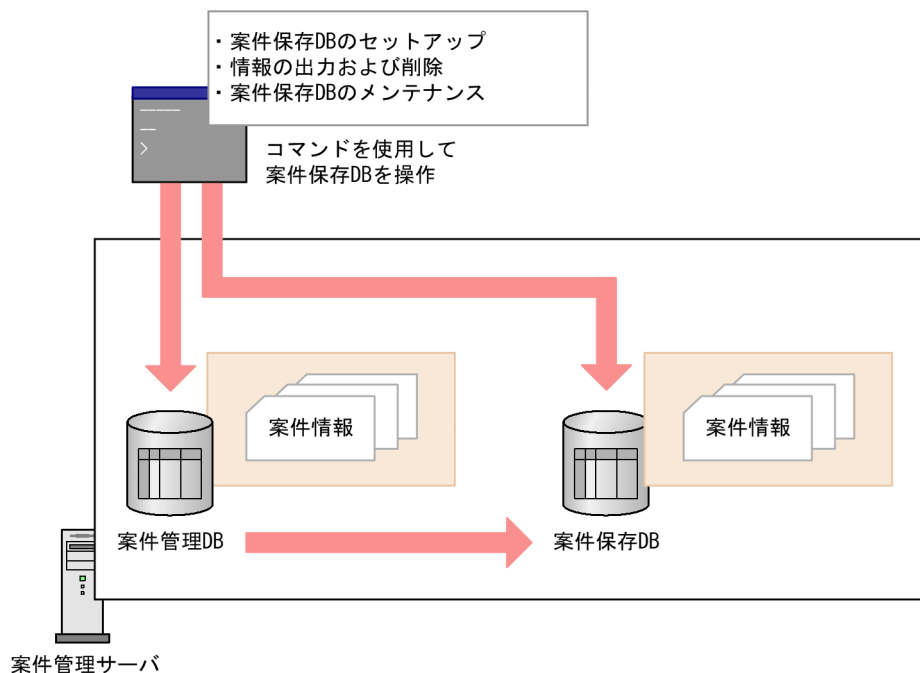 ・案件保存DBのセットアップ
・情報の出力および削除
・案件保存DBのメンテナンス
>
コマンドを使用して
案件保存DBを操作
案件情報
案件情報
案件管理DB
案件保存DB
案件管理サーバ